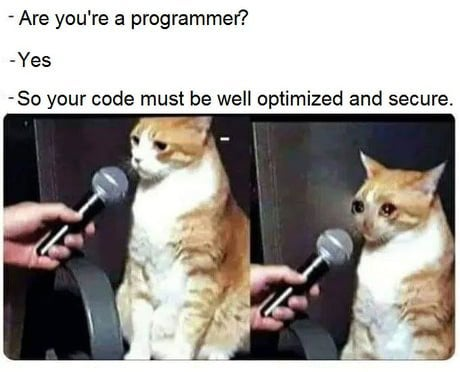 - Are you're a programmer?
-Yes
-So your code must be well optimized and secure.